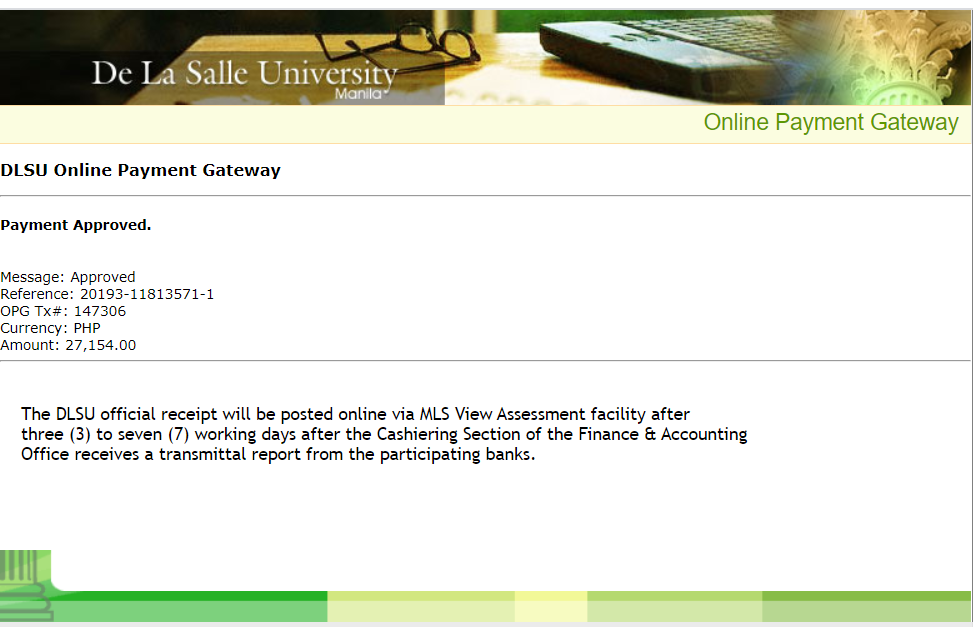 De La Salle University
Manila
Online Payment Gateway
DLSU Online Payment Gateway
Payment Approved.
Message: Approved
Reference: 20193-11813571-1
OPG Tx#: 147306
Currency: PHP
Amount: 27,154.00
The DLSU official receipt will be posted online via MLS View Assessment facility after
three (3) to seven (7) working days after the Cashiering Section of the Finance & Accounting
Office receives a transmittal report from the participating banks.